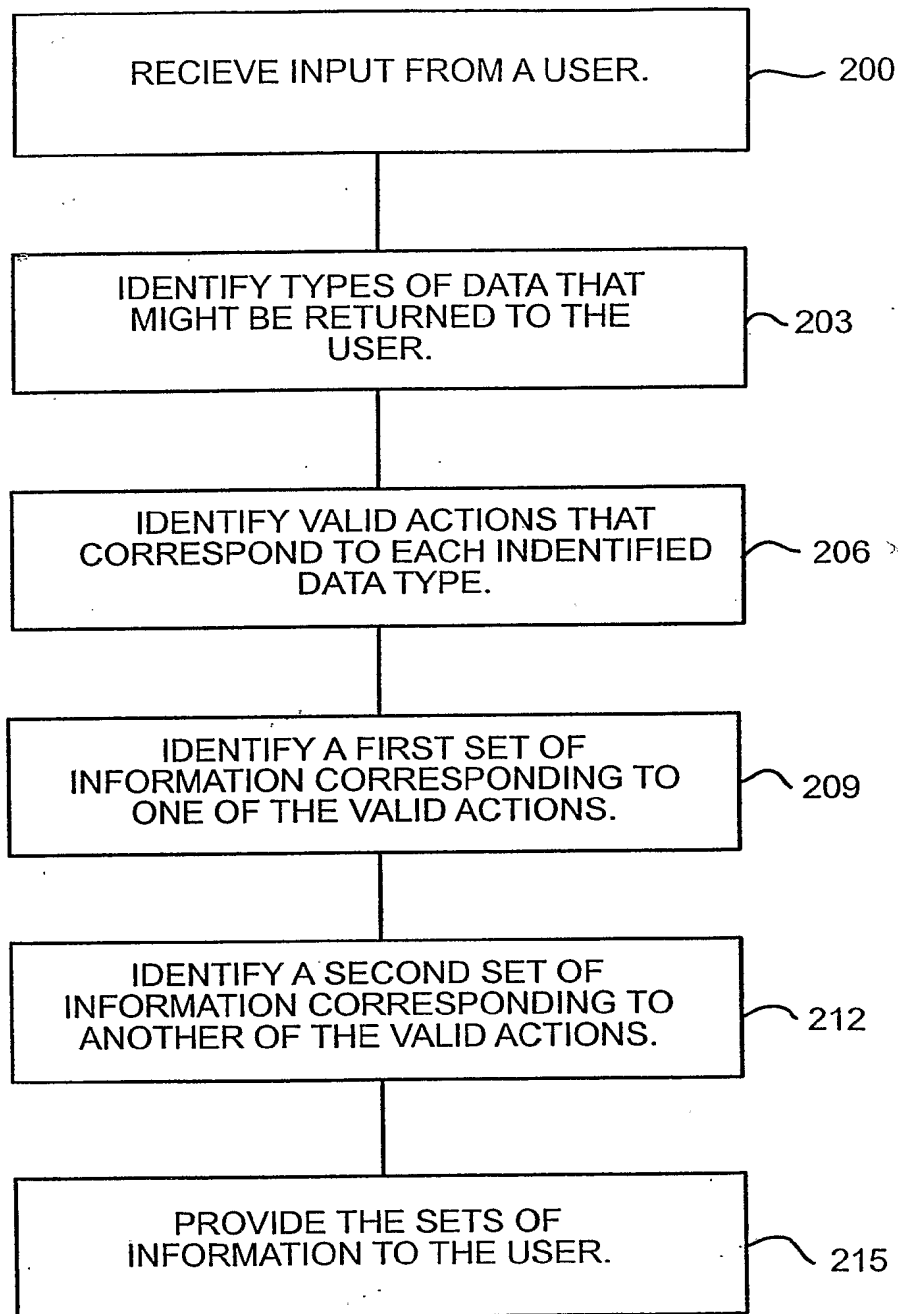 RECIEVE INPUT FROM A USER.
200
IDENTIFY TYPES OF DATA THAT
MIGHT BE RETURNED TO THE
USER.
203
IDENTIFY VALID ACTIONS THAT
CORRESPOND TO EACH INDENTIFIED
DATA TYPE.
206
IDENTIFY A FIRST SET OF
INFORMATION CORRESPONDING TO
ONE OF THE VALID ACTIONS.
209
IDENTIFY A SECOND SET OF
INFORMATION CORRESPONDING TO
ANOTHER OF THE VALID ACTIONS.
212
PROVIDE THE SETS OF
INFORMATION TO THE USER.
215